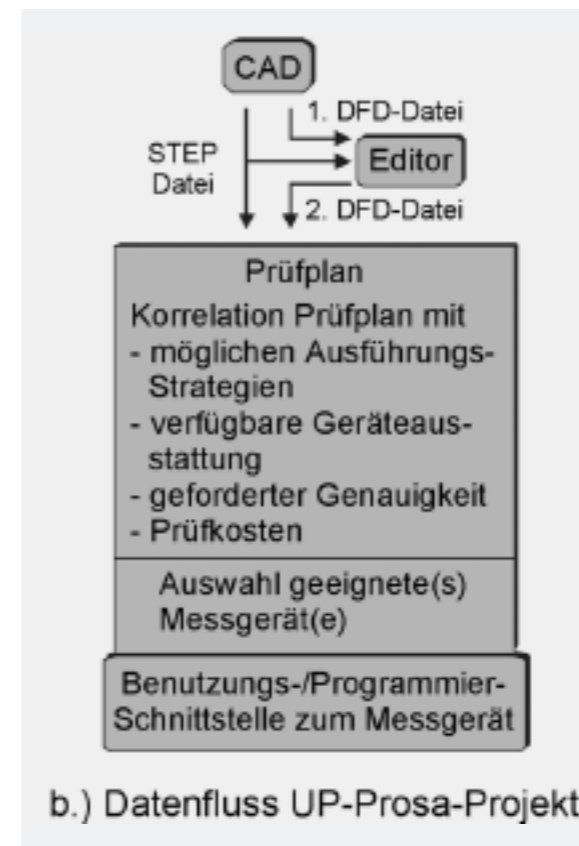 CAD
1. DFD-Datei
STEP
Datei
Editor
2. DFD-Datei
Prüfplan
Korrelation Prüfplan mit
- möglichen Ausführungs-
Strategien
- verfügbare Geräteaus-
stattung
- geforderter Genauigkeit
- Prüfkosten
Auswahl geeignete(s)
Messgerät(e)
Benutzungs-/Programmier-
Schnittstelle zum Messgerät
b.) Datenfluss UP-Prosa-Projekt